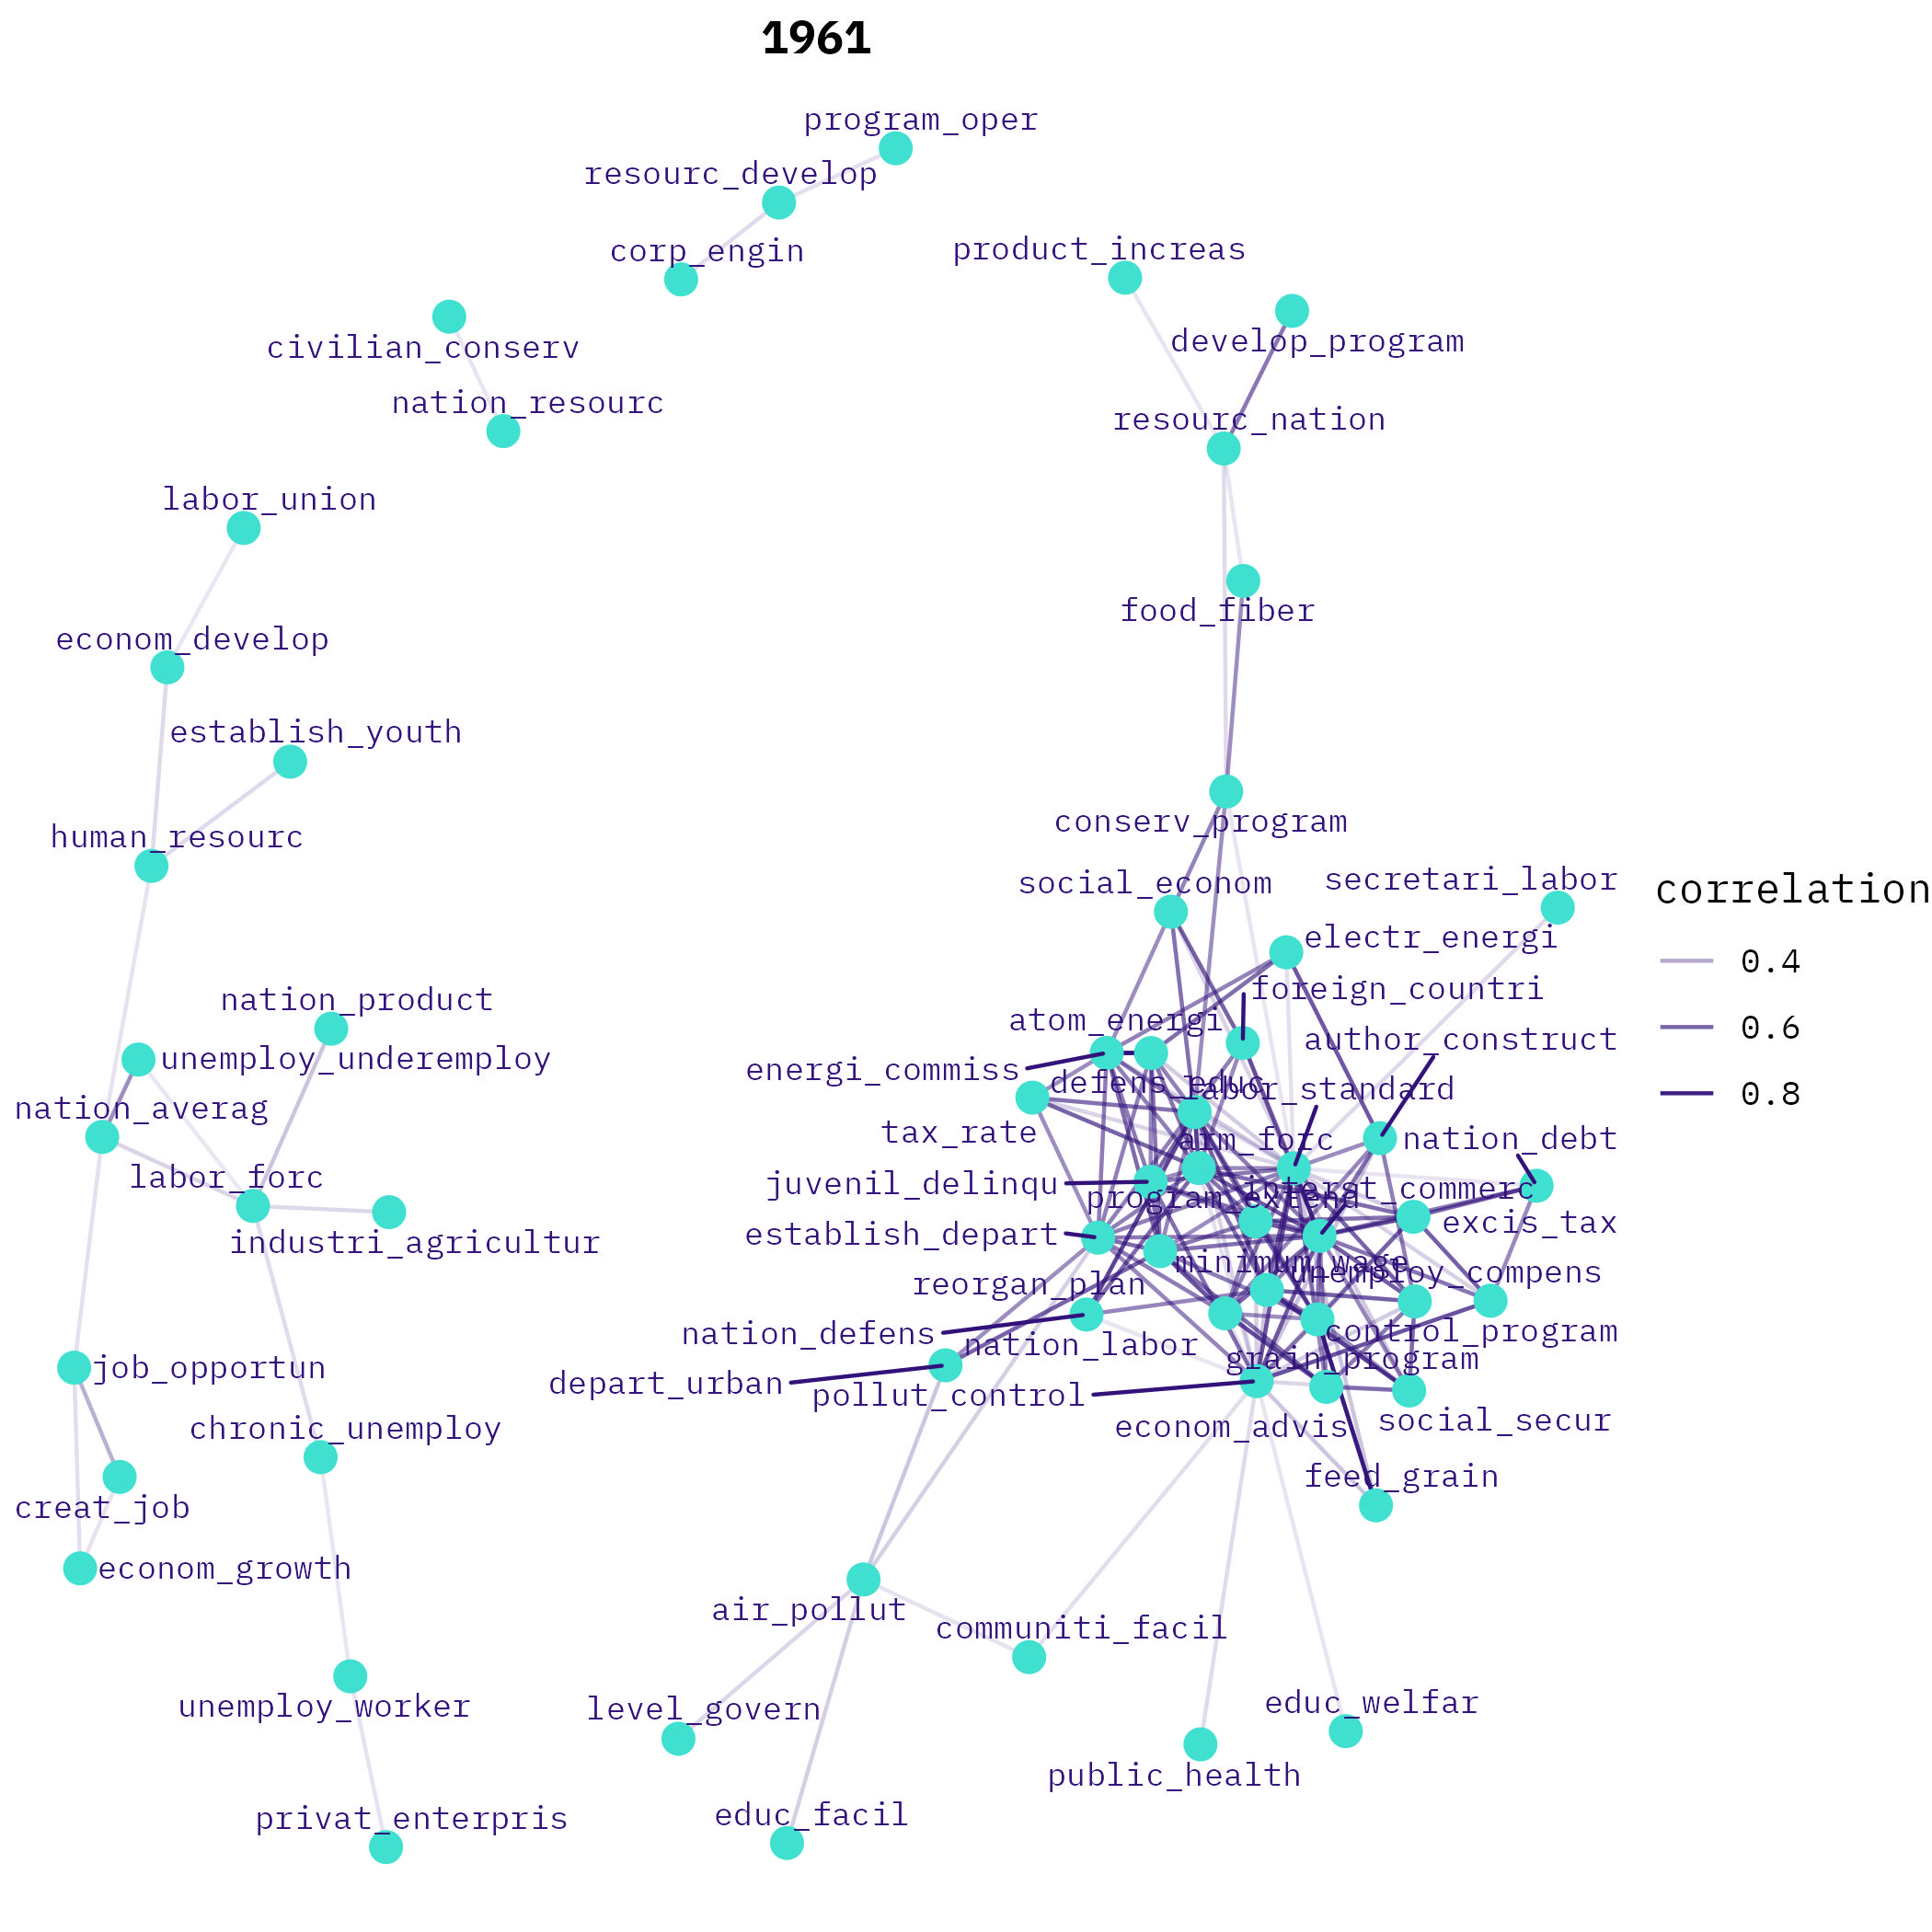 1961
program_oper
resourc_develop
corp_engin
product_increas
civilian_conserv
develop_program
nation_resourc
resourc_nation
labor_union
food_fiber
econom_develop
establish_youth
human_resourc
conserv_program
social_econom
secretari_labor
correlation
electr_energi
0.4
foreign_countri
nation_product
atom_energi
0.6
author_construct
unemploy_underemploy
energi_commiss
defens_educ
labor_standard
0.8
nation_averag
tax_rate
arm_forc
nation_debt
labor_forc
juvenil_delinqu
program_extend
interst_commerc
establish_depart
excis_tax
industri_agricultur
minimum_wage
unemploy_compens
reorgan_plan
nation_defens
nation_labor
control_program
grain_program
job_opportun
depart_urban
pollut_control
chronic_unemploy
econom_advis
social_secur
feed_grain
creat_job
econom_growth
air_pollut
communiti_facil
unemploy_worker
level_govern
educ_welfar
public_health
privat_enterpris
educ_facil